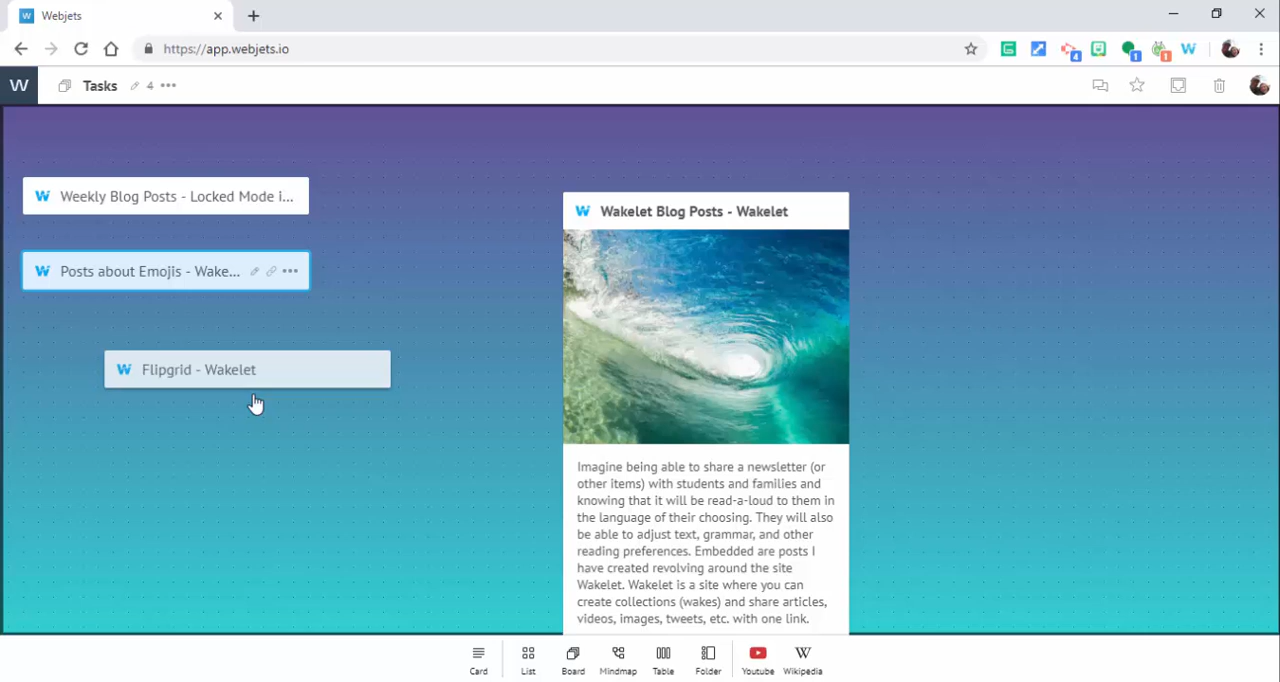 Webjets
https://app.webjets.io
4
1
1
W
Tasks
4
Weekly Blog Posts - Locked Mode i...
Posts about Emojis - Wake...
Flipgrid - Wakelet
Wakelet Blog Posts - Wakelet
Imagine being able to share a newsletter (or
other items) with students and families and
knowing that it will be read-a-loud to them in
the language of their choosing. They will also
be able to adjust text, grammar, and other
reading preferences. Embedded are posts I
have created revolving around the site
Wakelet. Wakelet is a site where you can
create collections (wakes) and share articles,
videos, images, tweets, etc. with one link.
Card
List
Board
Mindmap
Table
Folder
Youtube
Wikipedia